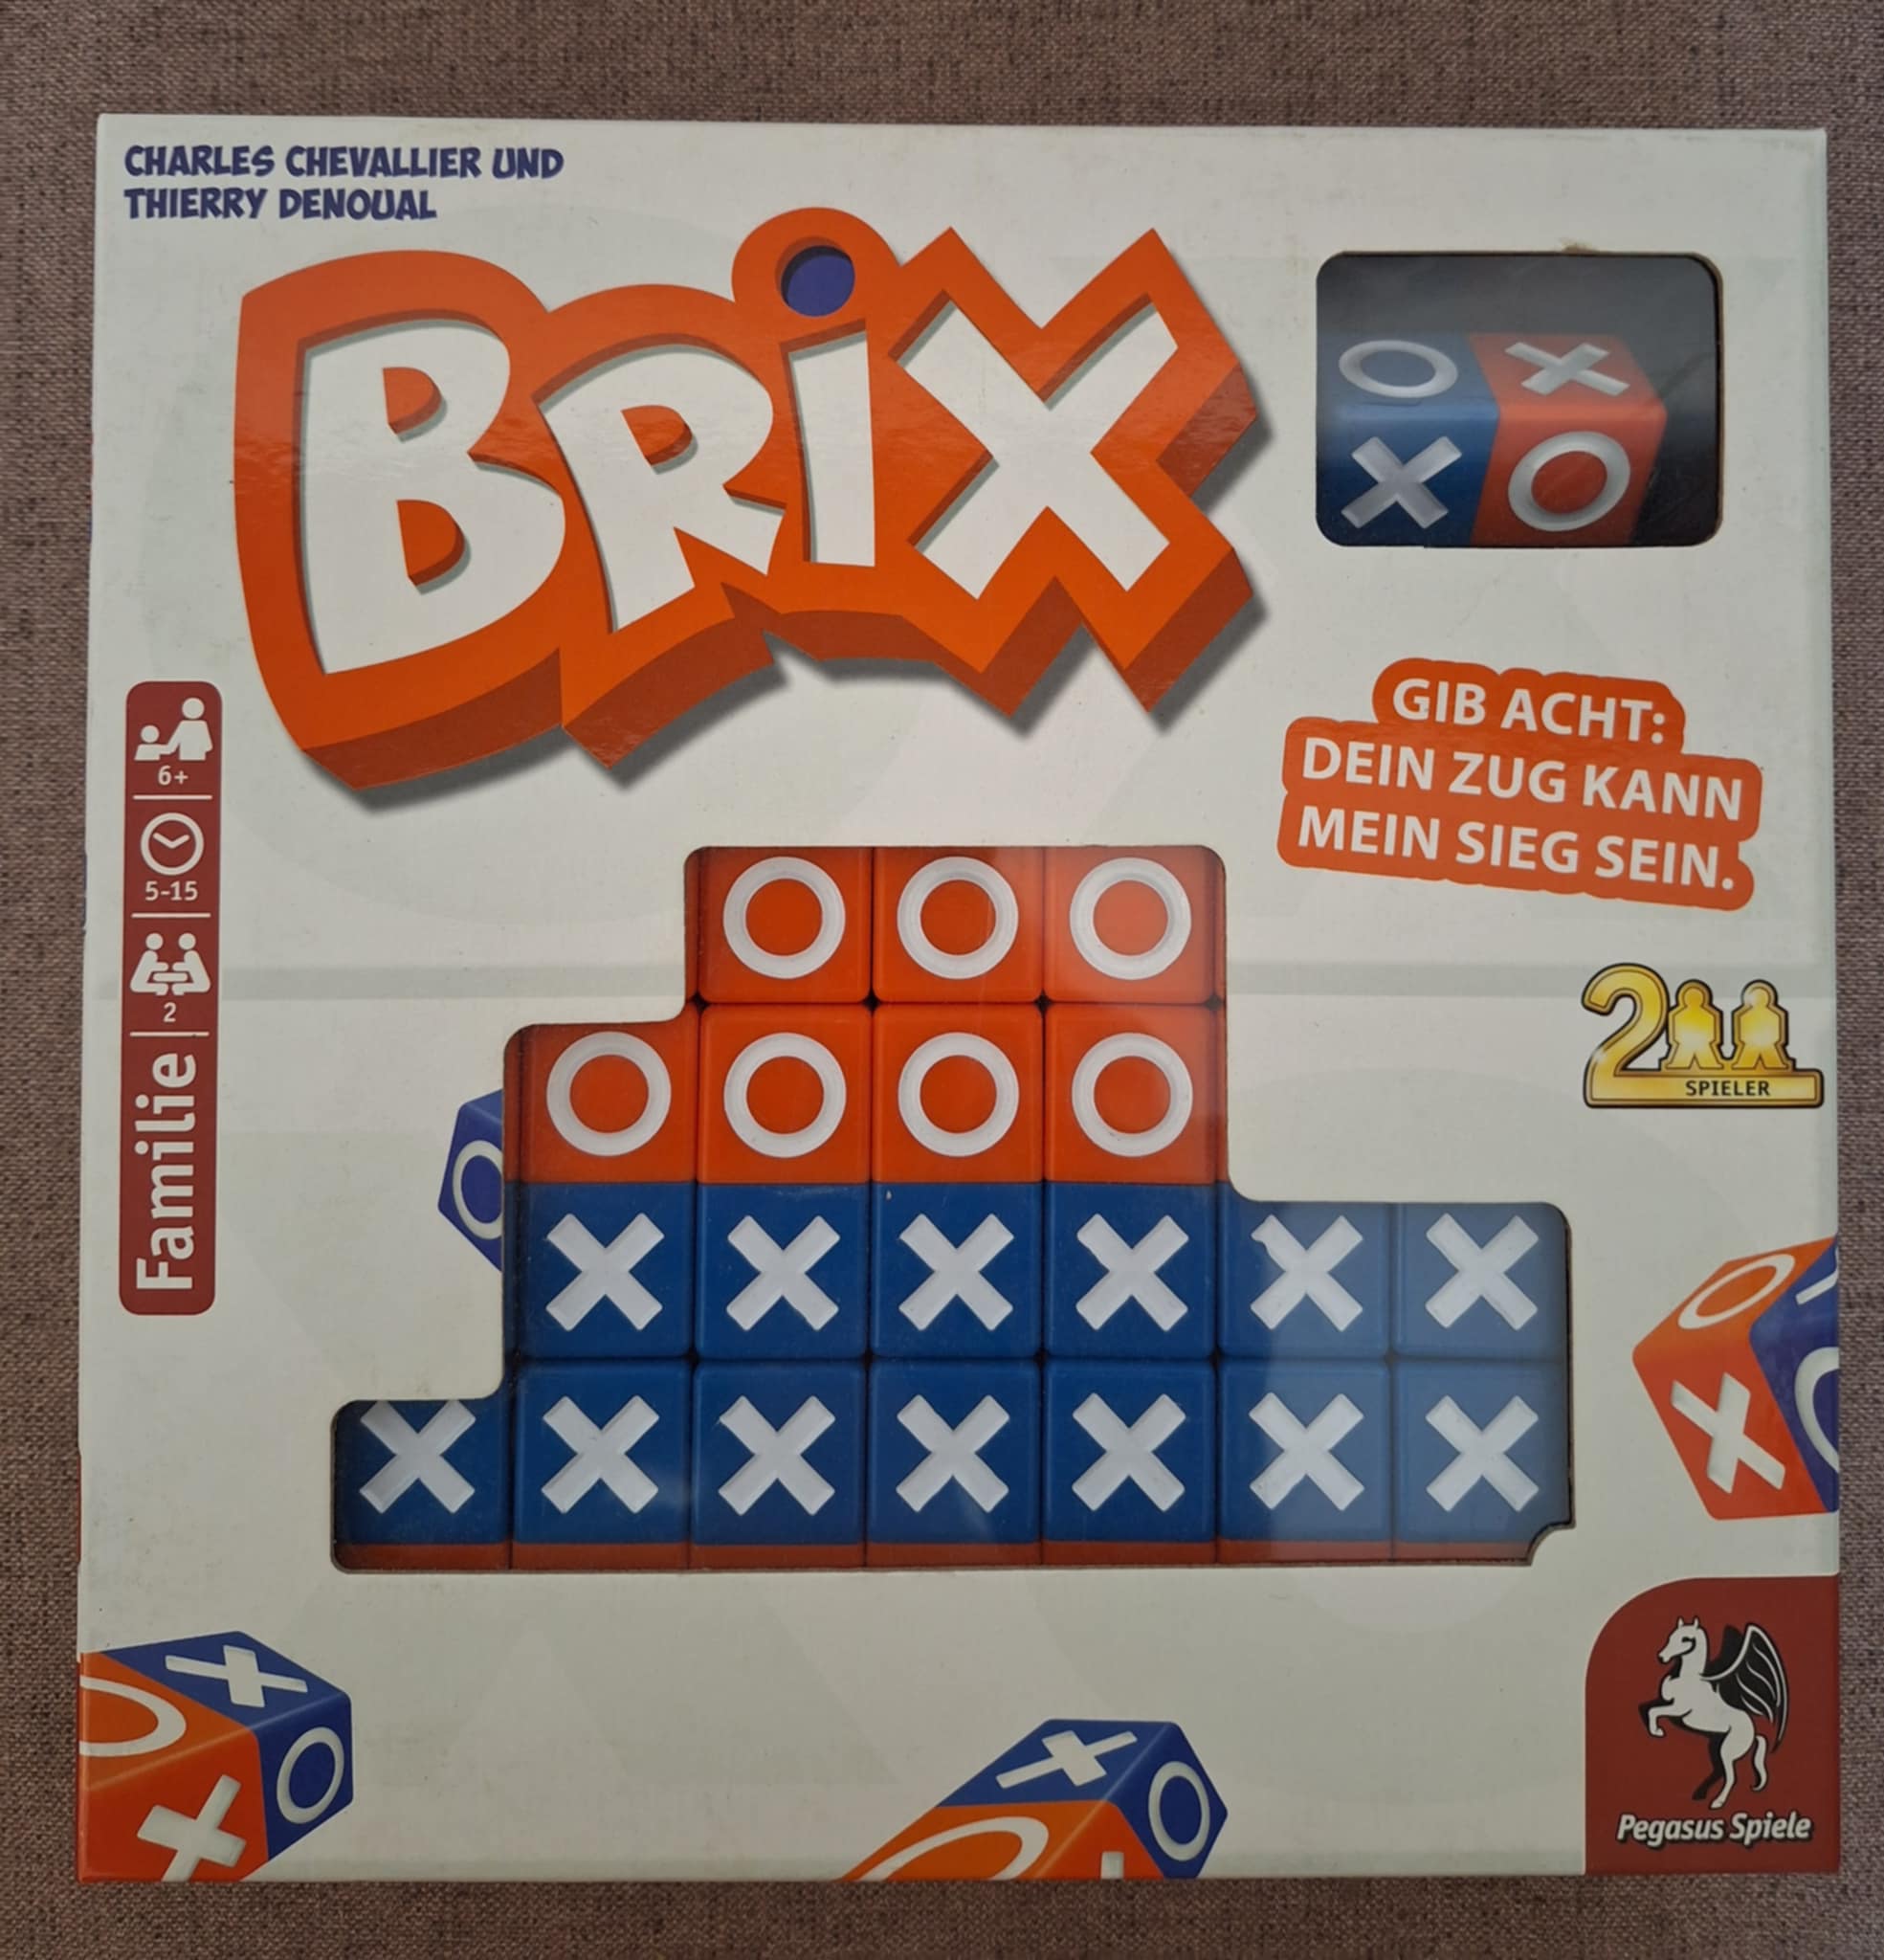 CHARLES CHEVALLIER UND
THIERRY DENOUAL
BRiX
O X
X O
GIB ACHT:
DEIN ZUG KANN
MEIN SIEG SEIN.
6+
5-15
2
Familie
2
SPIELER
O O O
O O O O
X X X X X X
X X X X X X X
O
O
X
X
O
X
X
O
Pegasus Spiele